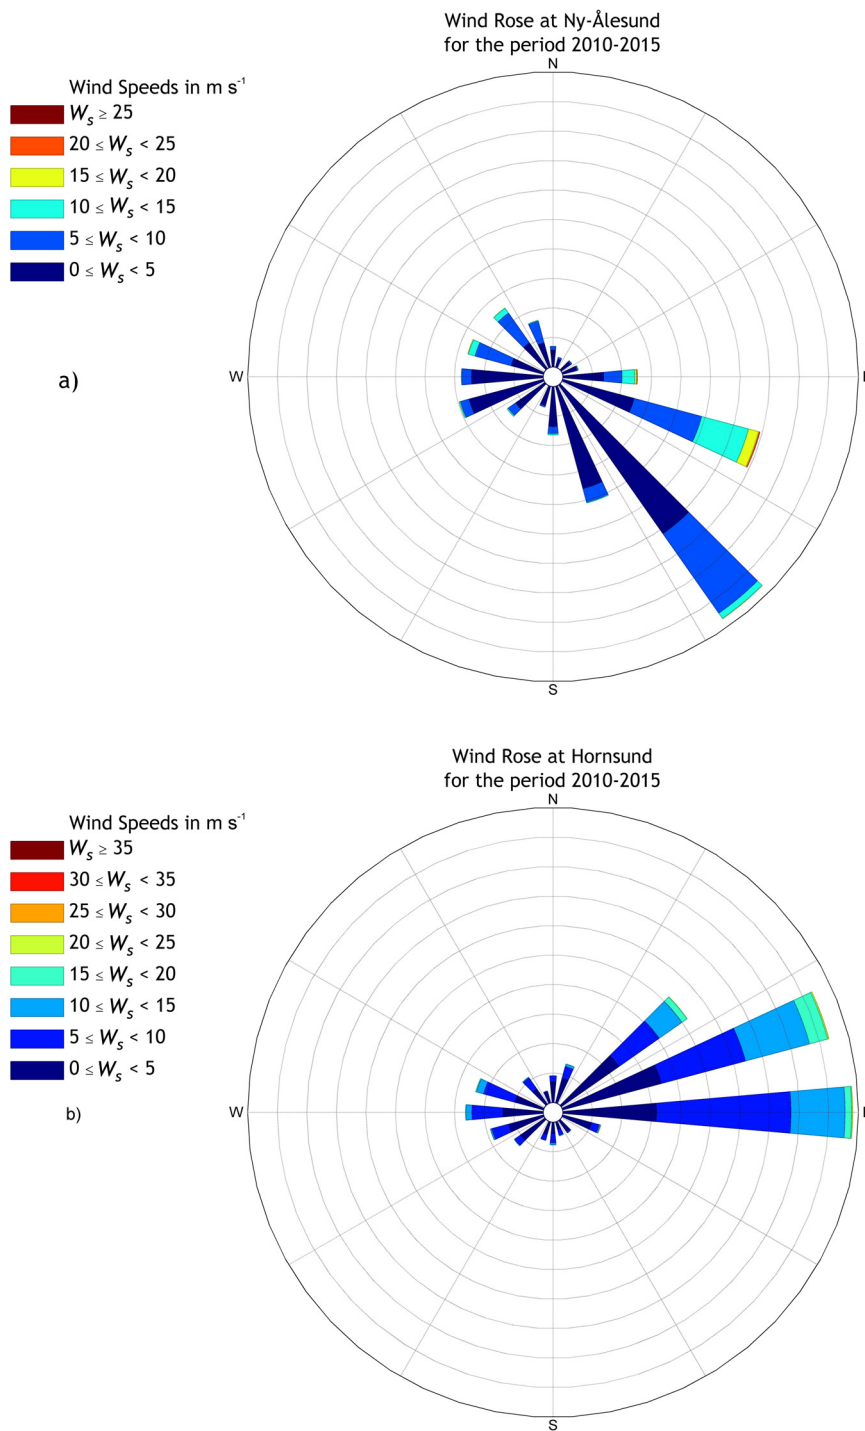 Wind Rose at Ny-Ålesund
for the period 2010-2015
Wind Speeds in m s⁻¹
Wₛ ≥ 25
20 ≤ Wₛ < 25
15 ≤ Wₛ < 20
10 ≤ Wₛ < 15
5 ≤ Wₛ < 10
0 ≤ Wₛ < 5
N
W
S
a)
Wind Rose at Hornsund
for the period 2010-2015
Wind Speeds in m s⁻¹
Wₛ ≥ 35
30 ≤ Wₛ < 35
25 ≤ Wₛ < 30
20 ≤ Wₛ < 25
15 ≤ Wₛ < 20
10 ≤ Wₛ < 15
5 ≤ Wₛ < 10
0 ≤ Wₛ < 5
N
W
S
b)